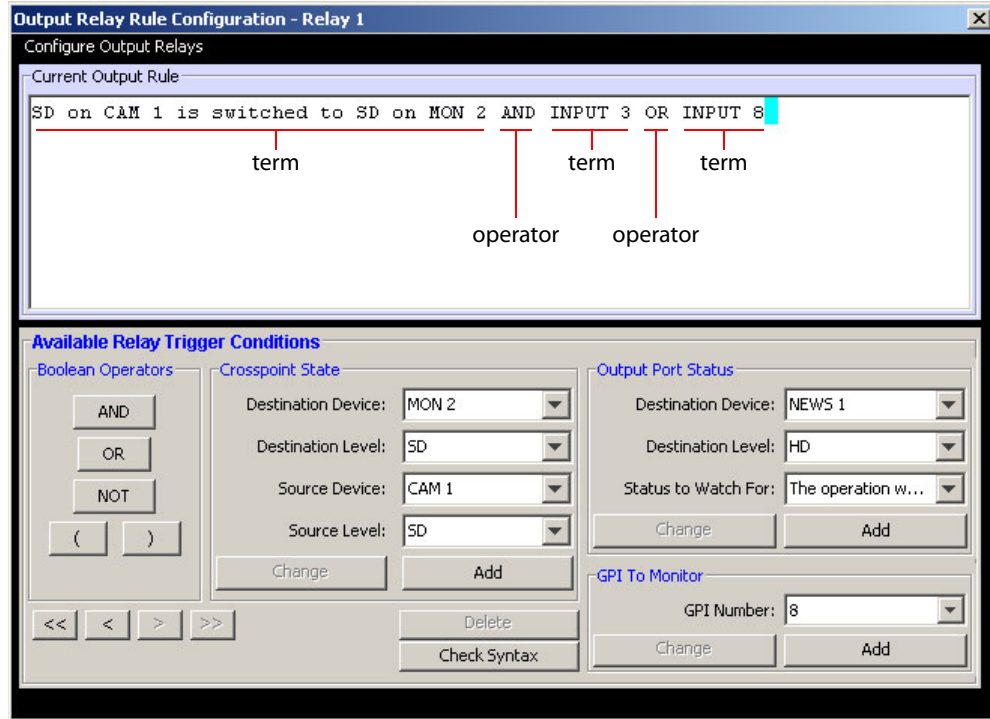 Output Relay Rule Configuration - Relay 1
Configure Output Relays
Current Output Rule
SD on CAM 1 is switched to SD on MON 2 AND INPUT 3 OR INPUT 8
term term term
operator operator
Available Relay Trigger Conditions
Boolean Operators
AND
OR
NOT
( )
<< < > >>
Crosspoint State
Destination Device: MON 2
Destination Level: SD
Source Device: CAM 1
Source Level: SD
Change Add
Delete
Check Syntax
Output Port Status
Destination Device: NEWS 1
Destination Level: HD
Status to Watch For: The operation w...
Change Add
GPI To Monitor
GPI Number: 8
Change Add